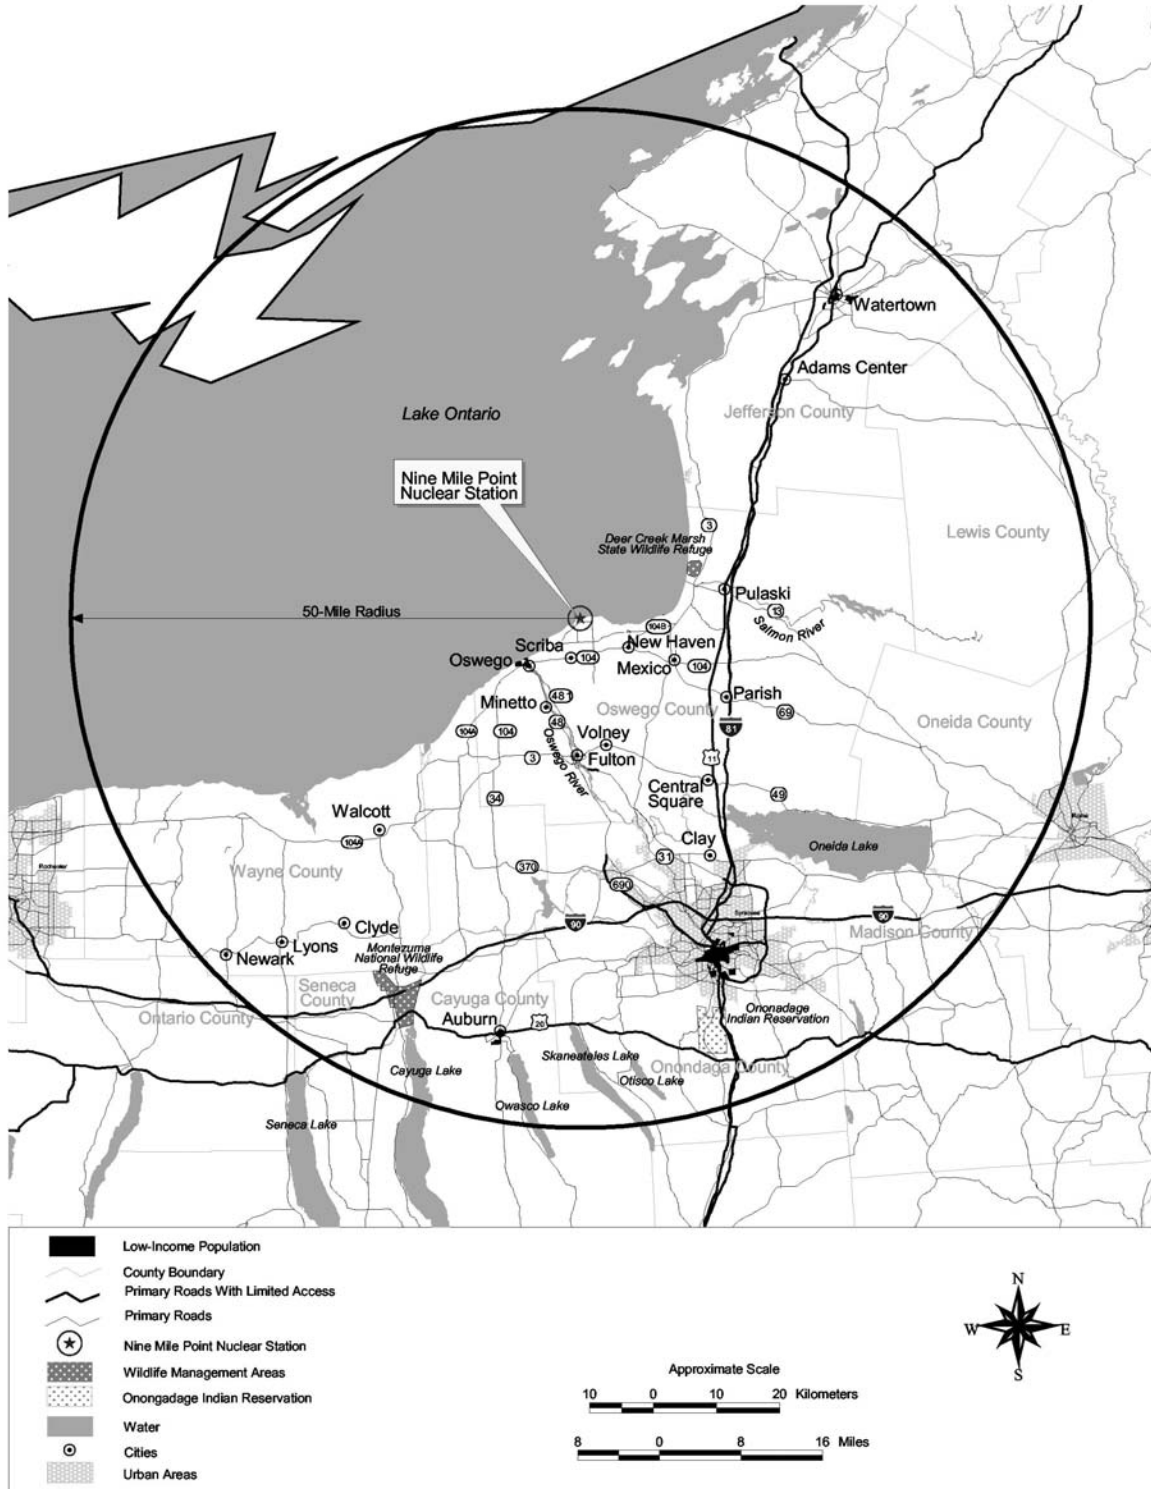 Watertown
Adams Center
Jefferson County
Lake Ontario
Nine Mile Point
Nuclear Station
3
Deer Creek Marsh
State Wildlife Refuge
Lewis County
Pulaski
13
Salmon River
50-Mile Radius
104B
New Haven
Scriba
104
Oswego
Mexico
104
Parish
481
Minetto
Oswego County
69
48
Oneida County
81
104A
104
Volney
Oswego River
3
Fulton
11
Central
Square
49
34
Walcott
Rome
104A
Clay
Oneida Lake
31
Rochester
Wayne County
370
690
Syracuse
90
90
Clyde
Madison County
Lyons
Newark
Montezuma
National Wildlife
Refuge
Seneca
County
Cayuga County
Ontario County
Auburn
20
Ononadage
Indian Reservation
Skaneateles Lake
Onondaga County
Cayuga Lake
Otisco Lake
Owasco Lake
Seneca Lake
Low-Income Population
County Boundary
Primary Roads With Limited Access
Primary Roads
Nine Mile Point Nuclear Station
Wildlife Management Areas
Onongadage Indian Reservation
Water
Cities
Urban Areas
Approximate Scale
10 0 10 20 Kilometers
8 0 8 16 Miles
N
W E
S